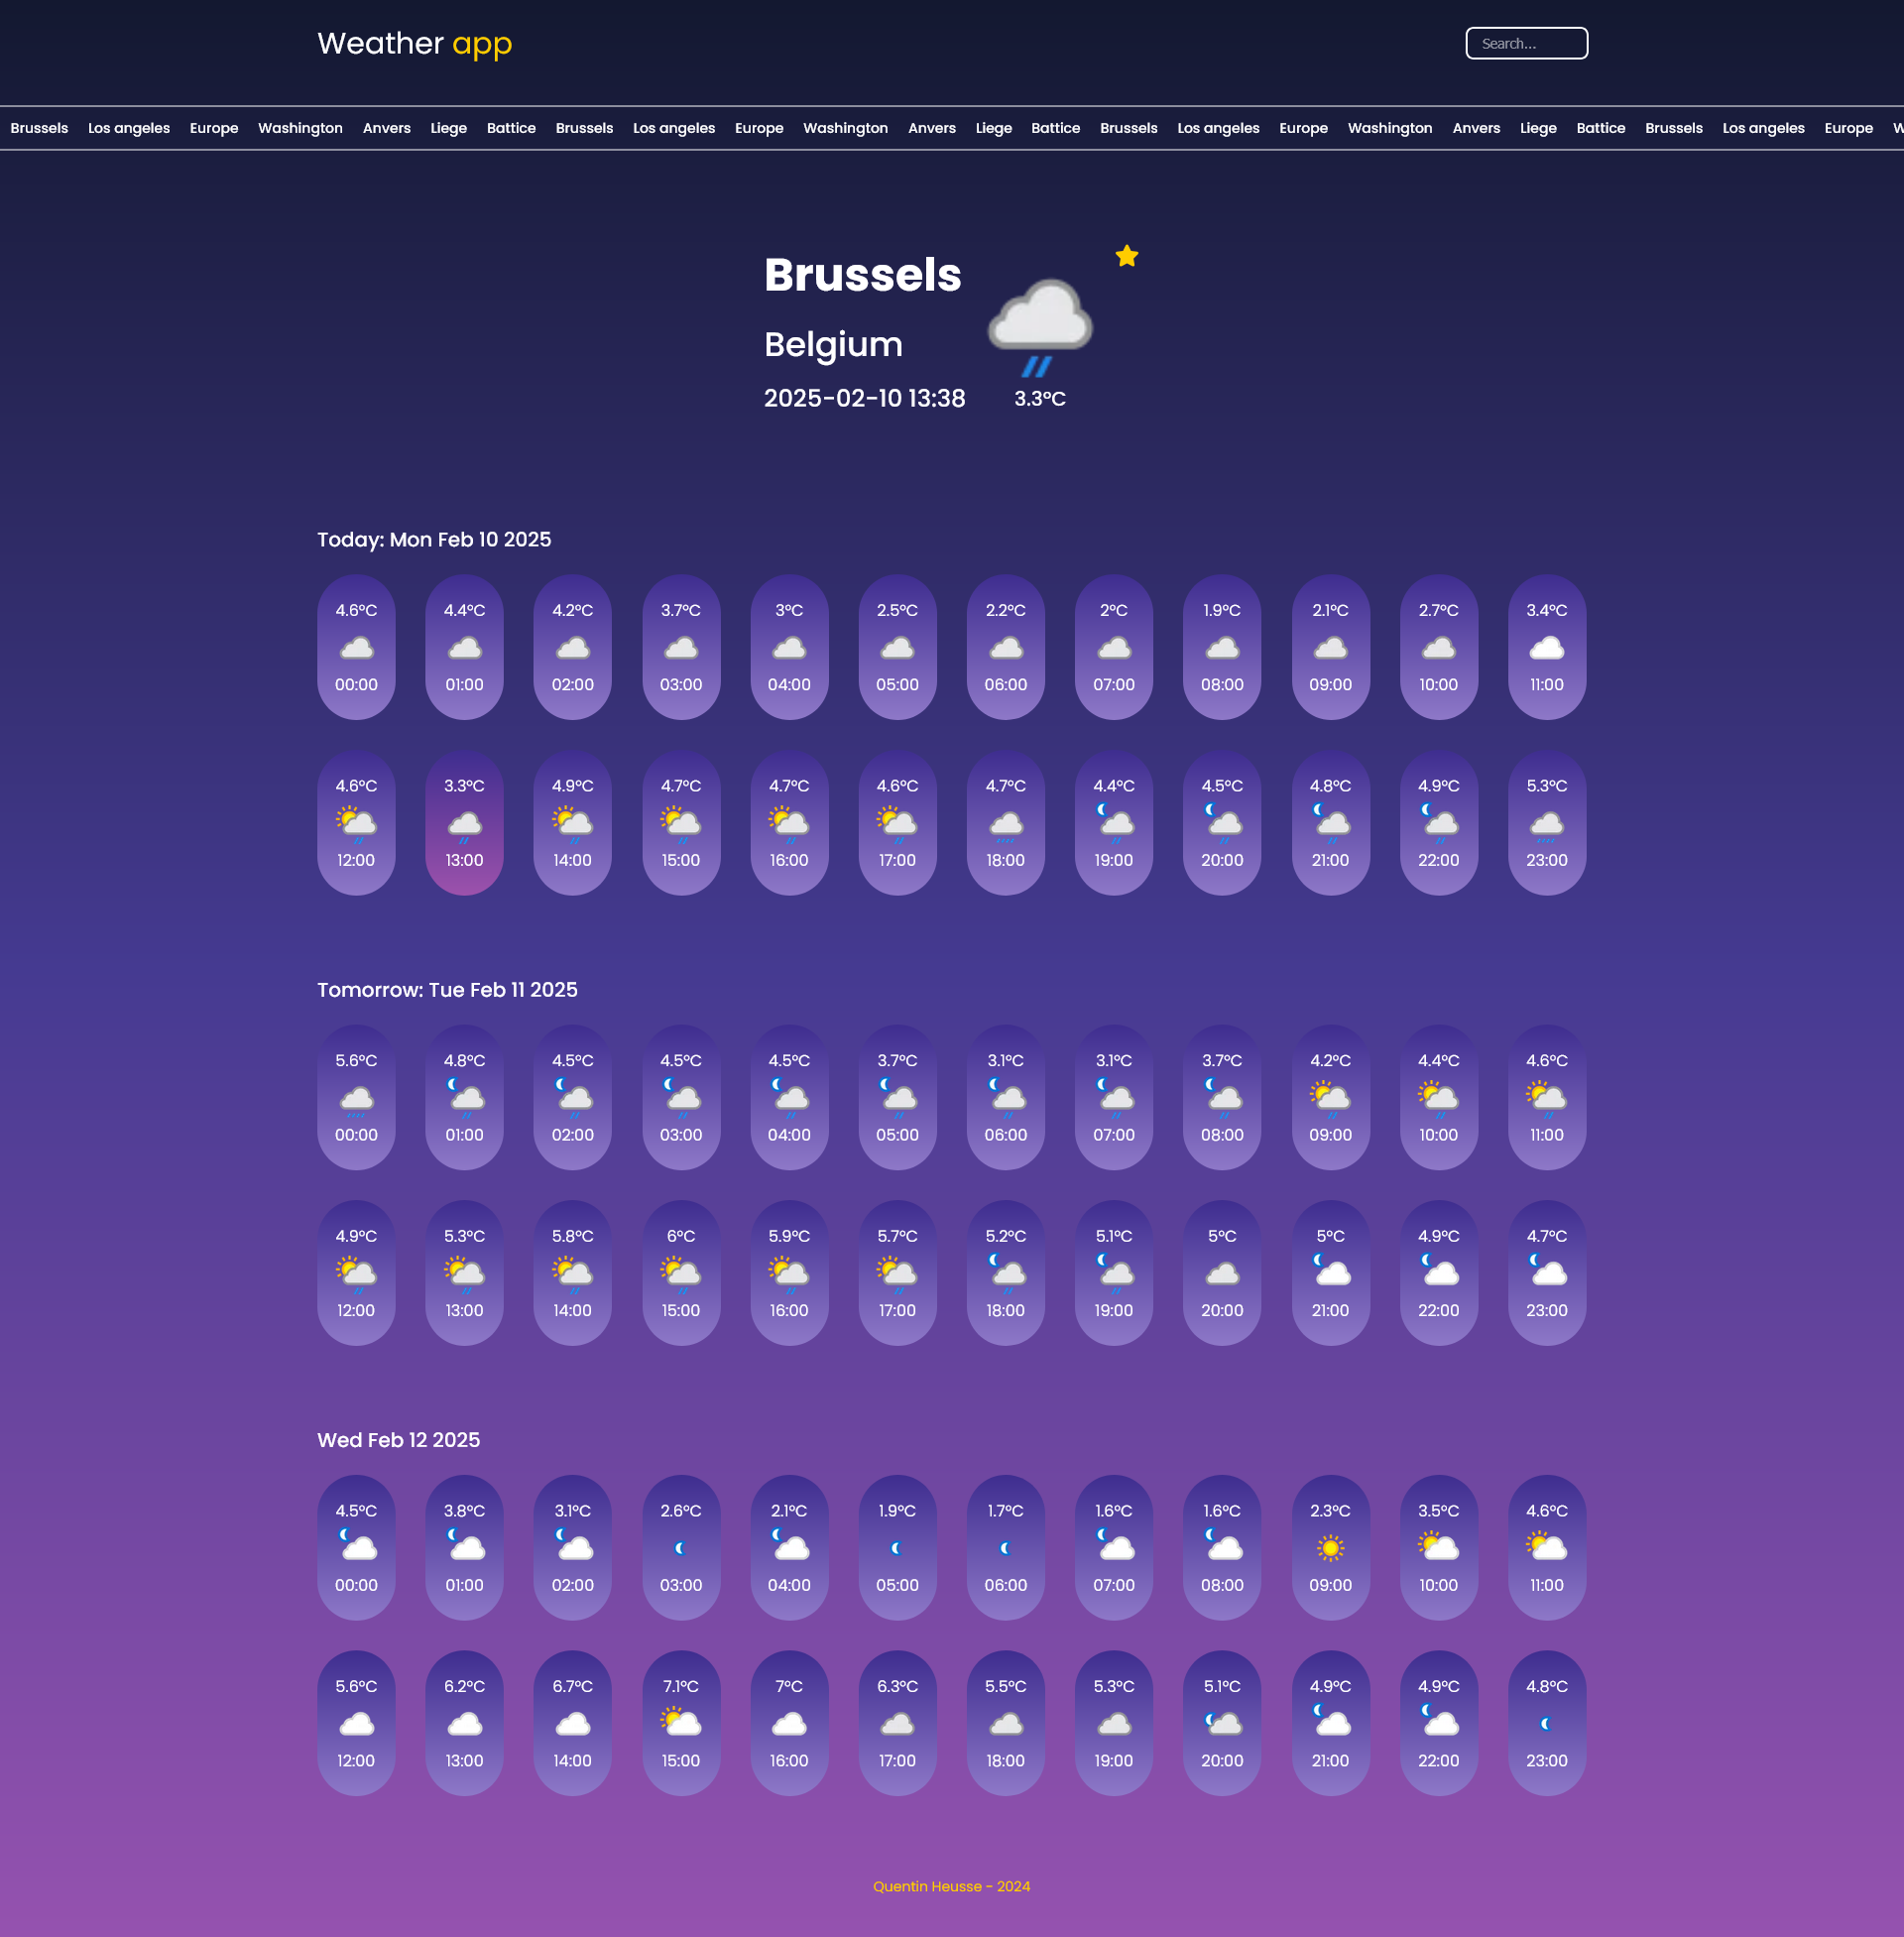 Weather app
Search...
Brussels Los angeles Europe Washington Anvers Liege Battice Brussels Los angeles Europe Washington Anvers Liege Battice Brussels Los angeles Europe Washington Anvers Liege Battice Brussels Los angeles Europe W
Brussels
Belgium
2025-02-10 13:38
3.3°C
Today: Mon Feb 10 2025
4.6°C 4.4°C 4.2°C 3.7°C 3°C 2.5°C 2.2°C 2°C 1.9°C 2.1°C 2.7°C 3.4°C
00:00 01:00 02:00 03:00 04:00 05:00 06:00 07:00 08:00 09:00 10:00 11:00
4.6°C 3.3°C 4.9°C 4.7°C 4.7°C 4.6°C 4.7°C 4.4°C 4.5°C 4.8°C 4.9°C 5.3°C
12:00 13:00 14:00 15:00 16:00 17:00 18:00 19:00 20:00 21:00 22:00 23:00
Tomorrow: Tue Feb 11 2025
5.6°C 4.8°C 4.5°C 4.5°C 4.5°C 3.7°C 3.1°C 3.1°C 3.7°C 4.2°C 4.4°C 4.6°C
00:00 01:00 02:00 03:00 04:00 05:00 06:00 07:00 08:00 09:00 10:00 11:00
4.9°C 5.3°C 5.8°C 6°C 5.9°C 5.7°C 5.2°C 5.1°C 5°C 5°C 4.9°C 4.7°C
12:00 13:00 14:00 15:00 16:00 17:00 18:00 19:00 20:00 21:00 22:00 23:00
Wed Feb 12 2025
4.5°C 3.8°C 3.1°C 2.6°C 2.1°C 1.9°C 1.7°C 1.6°C 1.6°C 2.3°C 3.5°C 4.6°C
00:00 01:00 02:00 03:00 04:00 05:00 06:00 07:00 08:00 09:00 10:00 11:00
5.6°C 6.2°C 6.7°C 7.1°C 7°C 6.3°C 5.5°C 5.3°C 5.1°C 4.9°C 4.9°C 4.8°C
12:00 13:00 14:00 15:00 16:00 17:00 18:00 19:00 20:00 21:00 22:00 23:00
Quentin Heusse - 2024